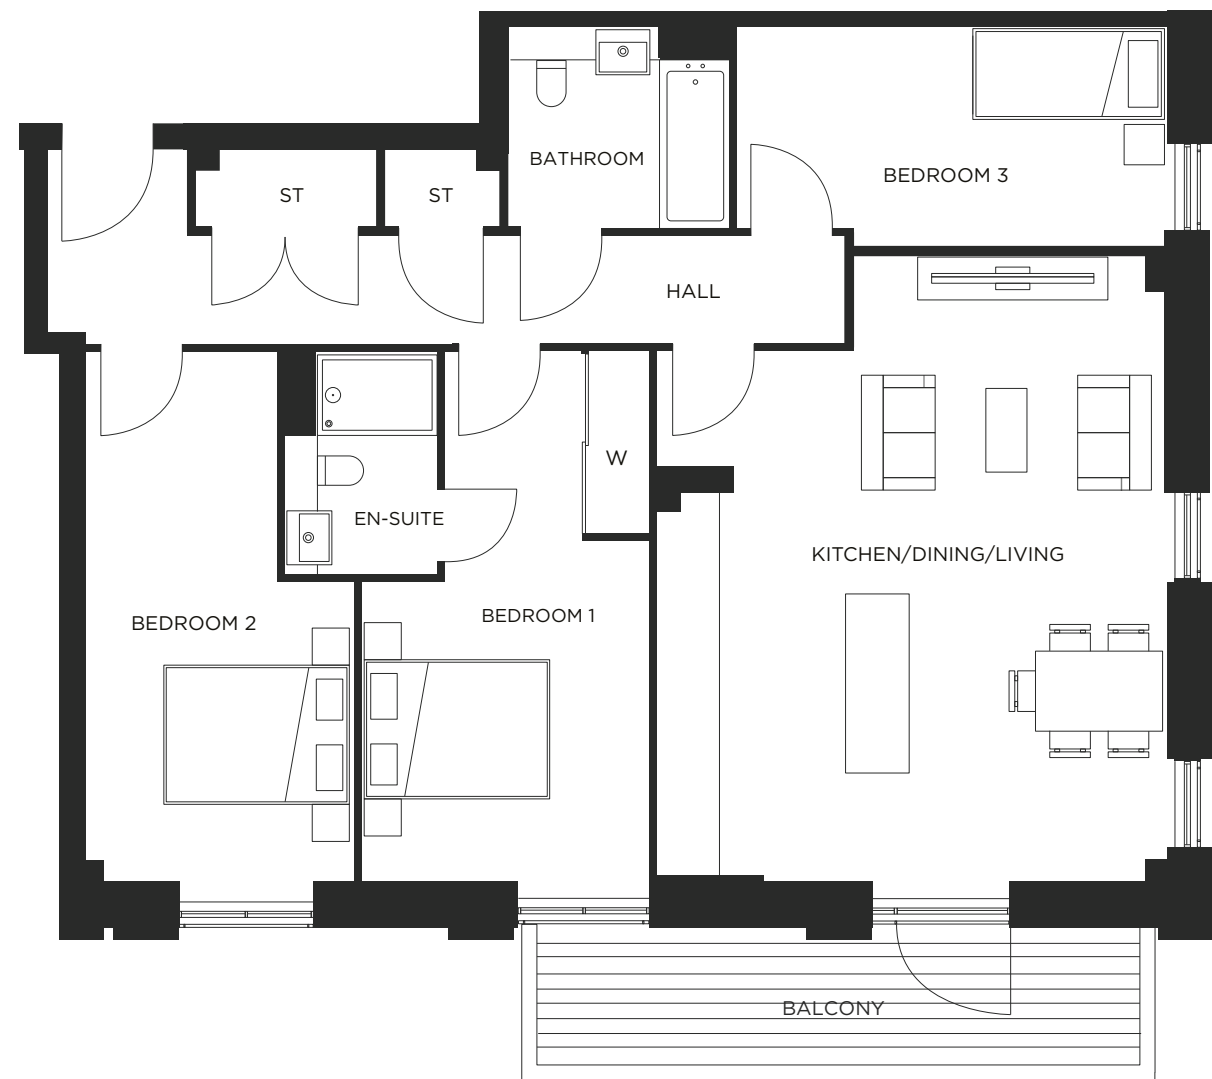 BATHROOM
BEDROOM 3
ST
ST
HALL
W
EN-SUITE
KITCHEN/DINING/LIVING
BEDROOM 2
BEDROOM 1
BALCONY